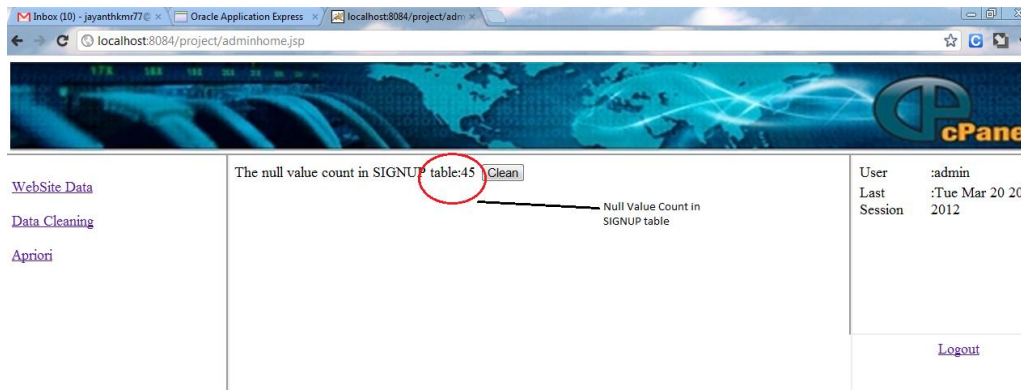 Inbox (10) - jayanthkmr77@
Oracle Application Express
localhost:8084/project/adm
localhost:8084/project/adminhome.jsp
cPane
WebSite Data
Data Cleaning
Apriori
The null value count in SIGNUP table:45 Clean
Null Value Count in
SIGNUP table
User :admin
Last :Tue Mar 20 20
Session 2012
Logout